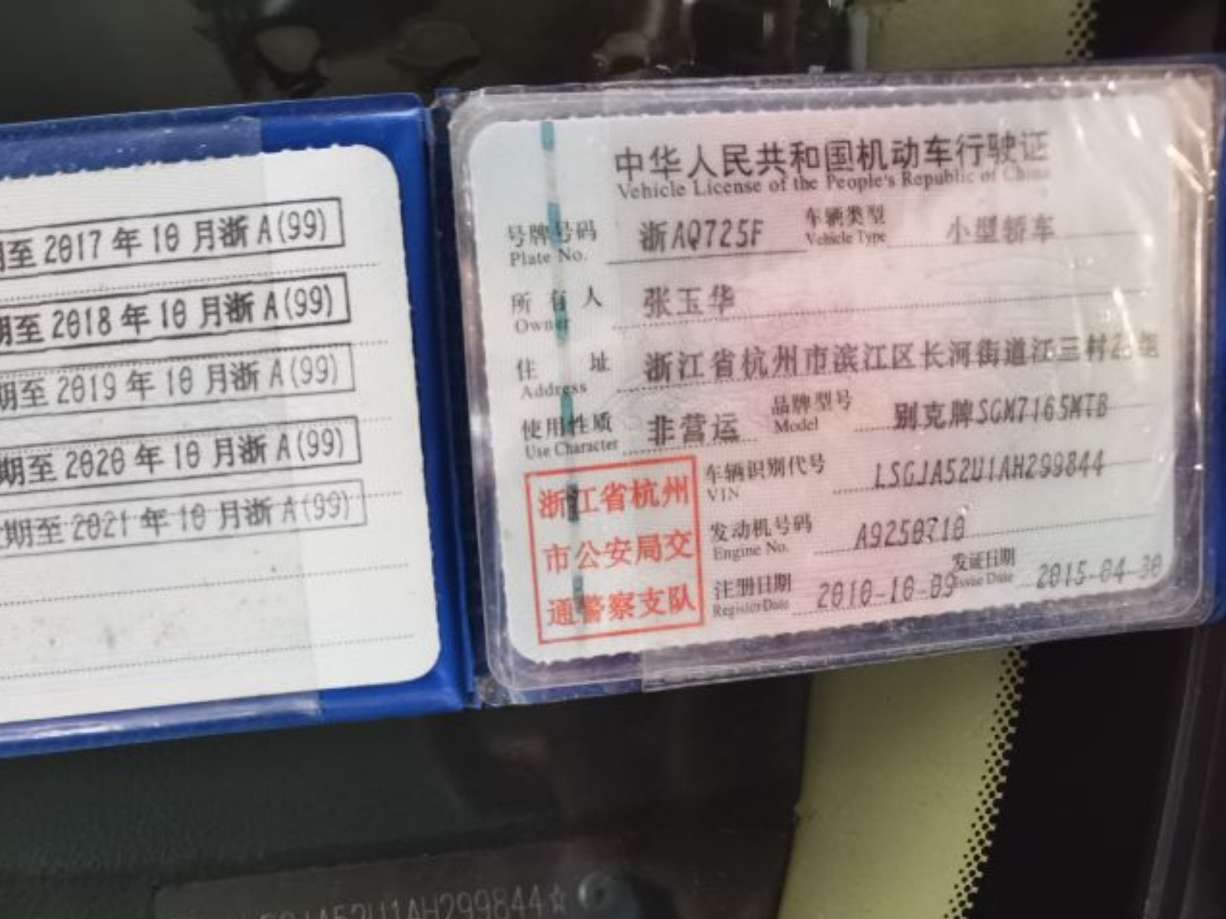 期至 2017 年 10 月浙 A(99)
期至 2018 年 10 月浙 A(99)
期至 2019 年 10 月浙 A(99)
期至 2020 年 10 月浙 A(99)
期至 2021 年 10 月浙 A(99)
中华人民共和国机动车行驶证
Vehicle License of the People's Republic of China
号牌号码 浙AQ725F 车辆类型 小型轿车
Plate No. Vehicle Type
所有人 张玉华
Owner
住址 浙江省杭州市滨江区长河街道江三村
Address
使用性质 非营运 品牌型号 别克牌SGM7165MTB
Use Character Model
车辆识别代号 LSGJA52U1AH299844
VIN
发动机号码 A9250710
Engine No.
注册日期 2010-10-09 发证日期 2015-04-30
Register Date Issue Date
浙江省杭州
市公安局交
通警察支队
JA52U1AH299844☆